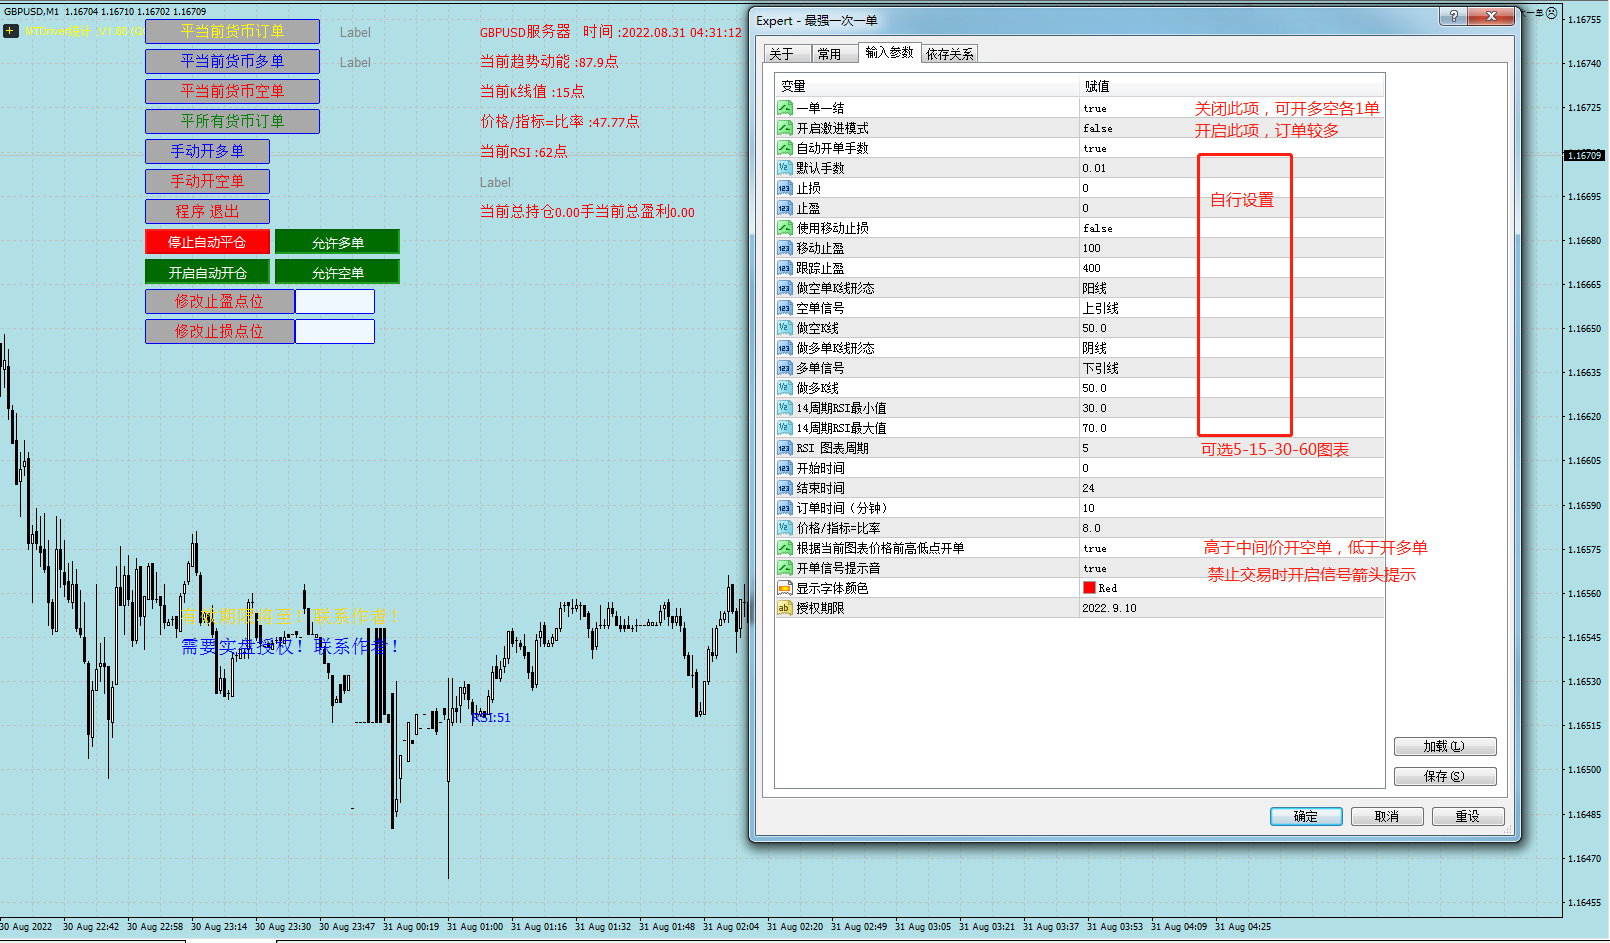 GBPUSD,M1 1.16704 1.16710 1.16702 1.16709
平当前货币订单
平当前货币多单
平当前货币空单
平所有货币订单
手动开多单
手动开空单
程序 退出
停止自动平仓
允许多单
开启自动开仓
允许空单
修改止盈点位
修改止损点位
Label
Label
GBPUSD服务器 时间 :2022.08.31 04:31:12
当前趋势动能 :87.9点
当前K线值 :15点
价格/指标=比率 :47.77点
当前RSI :62点
Label
当前总持仓0.00手当前总盈利0.00
需要实盘授权！联系作者！
RSI:51
Expert - 最强一次一单
关于
常用
输入参数
依存关系
变量 赋值
一单一结 true
开启激进模式 false
自动开单手数 true
默认手数 0.01
止损 0
止盈 0
使用移动止损 false
移动止盈 100
跟踪止盈 400
做空单K线形态 阳线
空单信号 上引线
做空K线 50.0
做多单K线形态 阴线
多单信号 下引线
做多K线 50.0
14周期RSI最小值 30.0
14周期RSI最大值 70.0
RSI 图表周期 5
开始时间 0
结束时间 24
订单时间（分钟） 10
价格/指标=比率 8.0
根据当前图表价格前高低点开单 true
开单信号提示音 true
显示字体颜色 Red
授权期限 2022.9.10
关闭此项，可开多空各1单
开启此项，订单较多
自行设置
可选5-15-30-60图表
高于中间价开空单，低于开多单
禁止交易时开启信号箭头提示
加载(L)
保存(S)
确定
取消
重设
一单
1.16755
1.16740
1.16725
1.16709
1.16695
1.16680
1.16665
1.16650
1.16635
1.16620
1.16605
1.16590
1.16575
1.16560
1.16545
1.16530
1.16515
1.16500
1.16485
1.16470
1.16455
30 Aug 2022
30 Aug 22:42
30 Aug 22:58
30 Aug 23:14
30 Aug 23:30
30 Aug 23:47
31 Aug 00:19
31 Aug 01:00
31 Aug 01:16
31 Aug 01:32
31 Aug 01:48
31 Aug 02:04
31 Aug 02:20
31 Aug 02:49
31 Aug 03:05
31 Aug 03:21
31 Aug 03:37
31 Aug 03:53
31 Aug 04:09
31 Aug 04:25